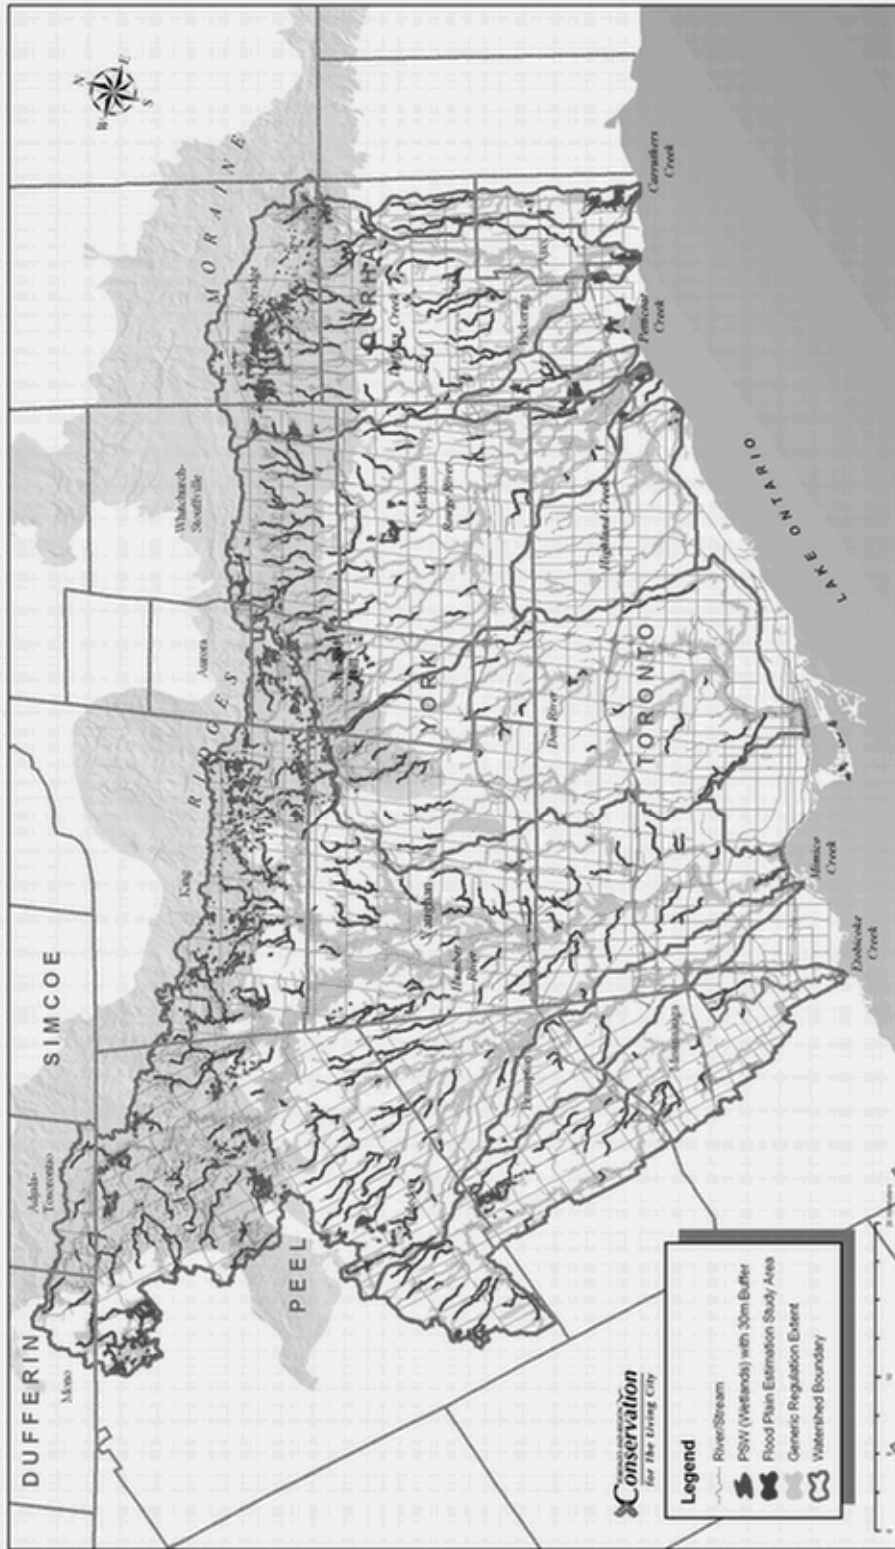 DUFFERIN
Mono
Adjala-
Tosorontio
SIMCOE
PEEL
King
RIDGES
Aurora
Whitchurch-
Stouffville
MORAINE
Uxbridge
N
E
S
W
Vaughan
Humber
River
Brampton
Mississauga
YORK
Don River
TORONTO
Markham
Rouge River
Highland Creek
Creek
Pickering
Ajax
Etobicoke
Creek
Mimico
Creek
LAKE ONTARIO
Petticoat
Creek
Carruthers
Creek
Conservation
for The Living City
Legend
River/Stream
PSW (Wetlands) with 30m Buffer
Flood Plain Estimation Study Area
Generic Regulation Extent
Watershed Boundary